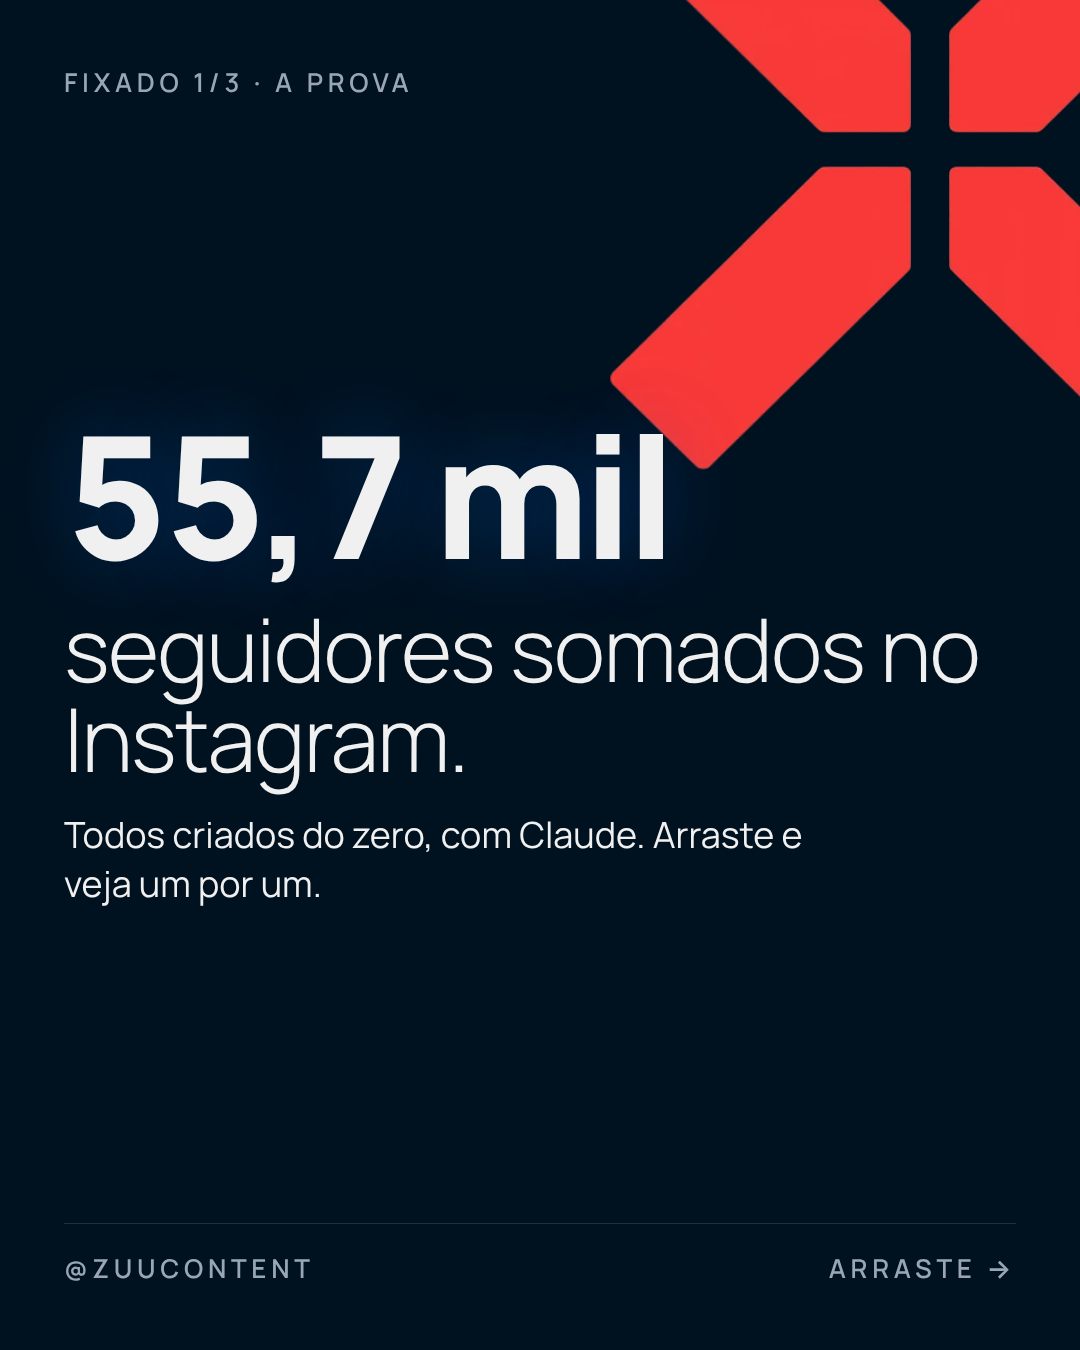 FIXADO 1/3 · A PROVA
55,7 mil
seguidores somados no
Instagram.
Todos criados do zero, com Claude. Arraste e
veja um por um.
@ZUUCONTENT
ARRASTE →